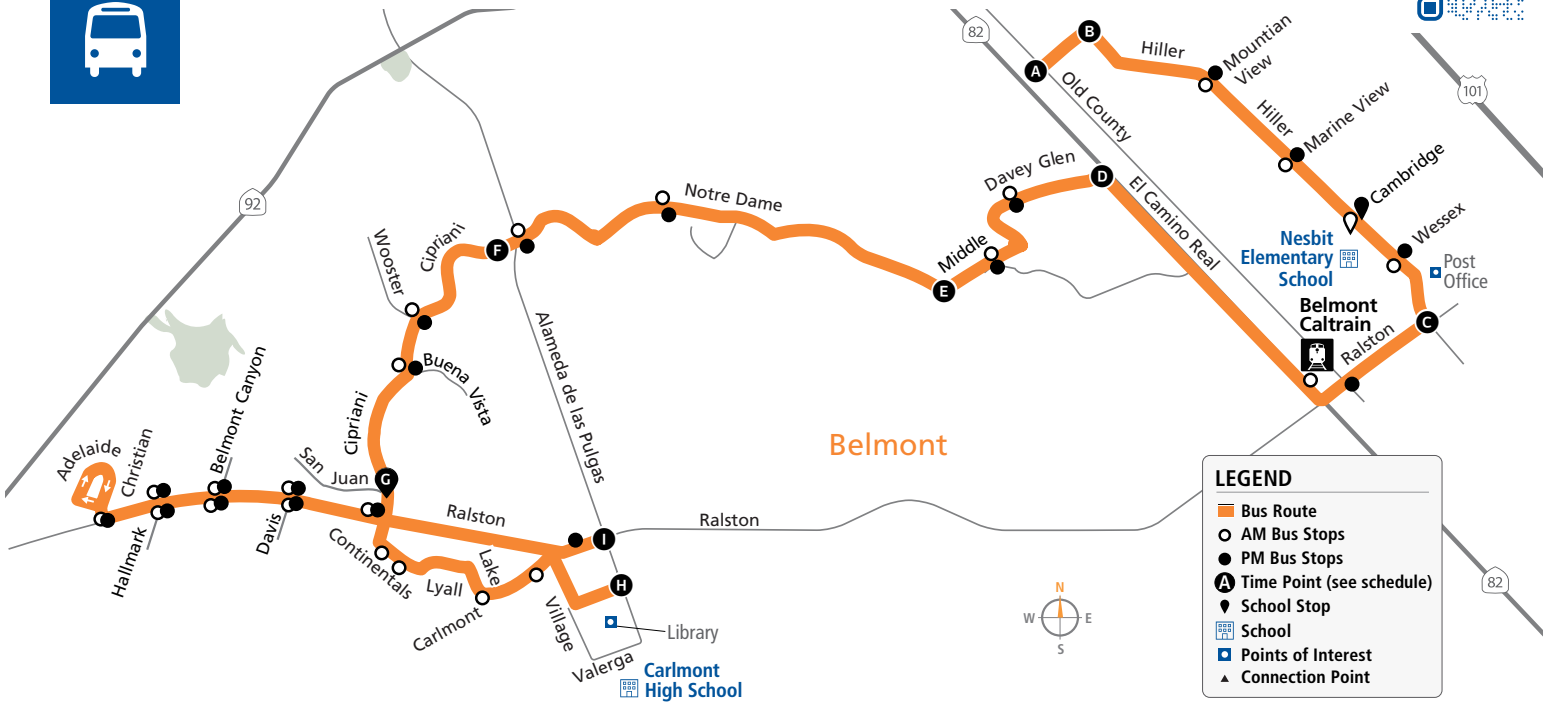 82
B
A
Hiller
Mountian
View
Old County
101
Hiller
Marine View
Davey Glen
D
Cambridge
El Camino Real
92
Notre Dame
Wooster
Cipriani
F
Middle
E
Nesbit
Elementary
School
Wessex
Post
Office
Belmont
Caltrain
C
Ralston
Alameda de las Pulgas
Buena Vista
Cipriani
Belmont
Belmont Canyon
Christian
Adelaide
San Juan
G
Hallmark
Davis
Ralston
Ralston
I
Continentals
Lyall
Lake
Carlmont
Village
H
Library
Valerga
Carlmont
High School
N
W
E
S
82
LEGEND
Bus Route
AM Bus Stops
PM Bus Stops
A Time Point (see schedule)
School Stop
School
Points of Interest
Connection Point